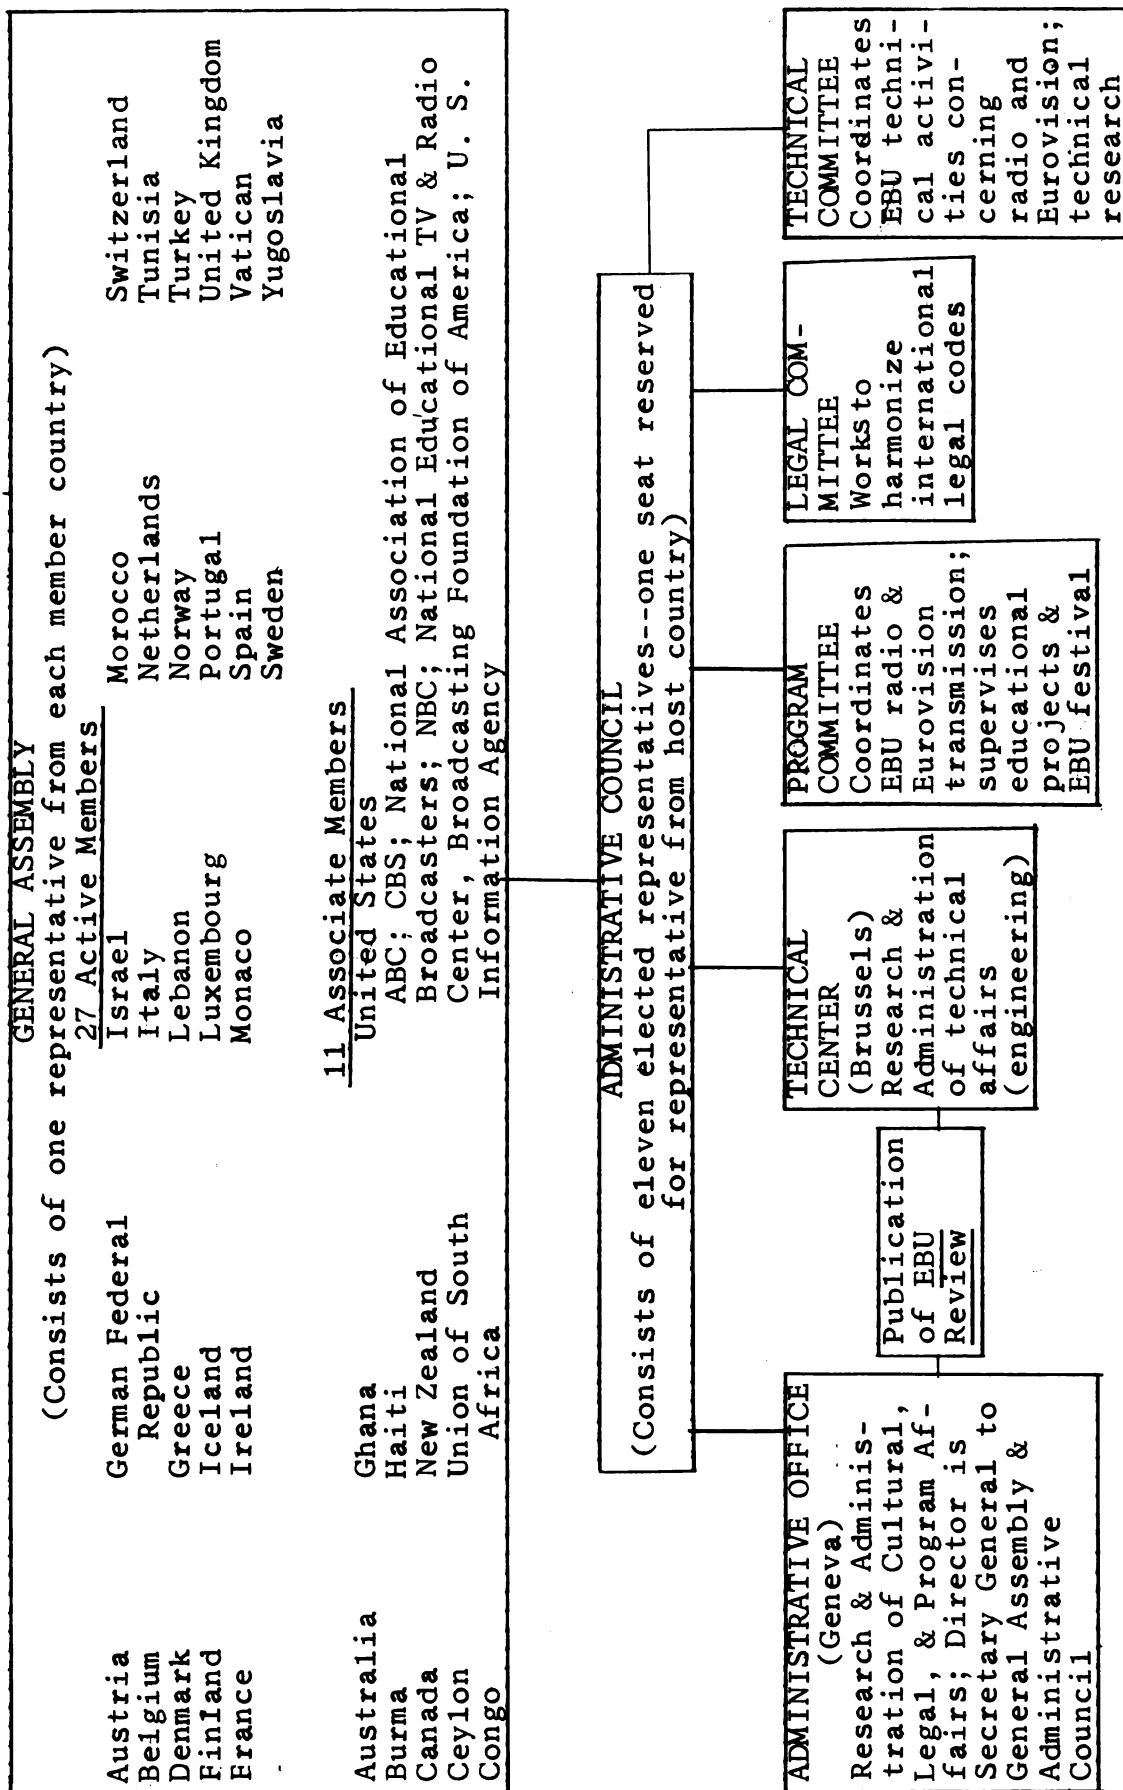 GENERAL ASSEMBLY
(Consists of one representative from each member country)
27 Active Members
Austria
Belgium
Denmark
Finland
France
German Federal
Republic
Greece
Iceland
Ireland
Israel
Italy
Lebanon
Luxembourg
Monaco
Morocco
Netherlands
Norway
Portugal
Spain
Sweden
Switzerland
Tunisia
Turkey
United Kingdom
Vatican
Yugoslavia
11 Associate Members
Australia
Burma
Canada
Ceylon
Congo
Ghana
Haiti
New Zealand
Union of South
Africa
United States
ABC; CBS; National Association of Educational
Broadcasters; NBC; National Educational TV & Radio
Center, Broadcasting Foundation of America; U. S.
Information Agency
ADMINISTRATIVE COUNCIL
(Consists of eleven elected representatives--one seat reserved
for representative from host country)
ADMINISTRATIVE OFFICE
(Geneva)
Research & Adminis-
tration of Cultural,
Legal, & Program Af-
fairs; Director is
Secretary General to
General Assembly &
Administrative
Council
Publication
of EBU
Review
TECHNICAL
CENTER
(Brussels)
Research &
Administration
of technical
affairs
(engineering)
PROGRAM
COMMITTEE
Coordinates
EBU radio &
Eurovision
transmission;
supervises
educational
projects &
EBU festival
LEGAL COM-
MITTEE
Works to
harmonize
international
legal codes
TECHNICAL
COMMITTEE
Coordinates
EBU techni-
cal activi-
ties con-
cerning
radio and
Eurovision;
technical
research